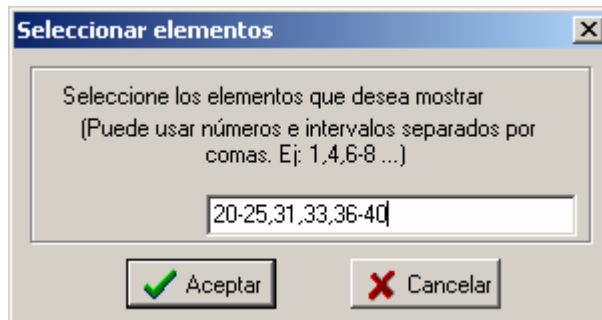 Seleccionar elementos
Seleccione los elementos que desea mostrar
(Puede usar números e intervalos separados por
comas. Ej: 1,4,6-8 ...)
20-25,31,33,36-40
Aceptar
Cancelar